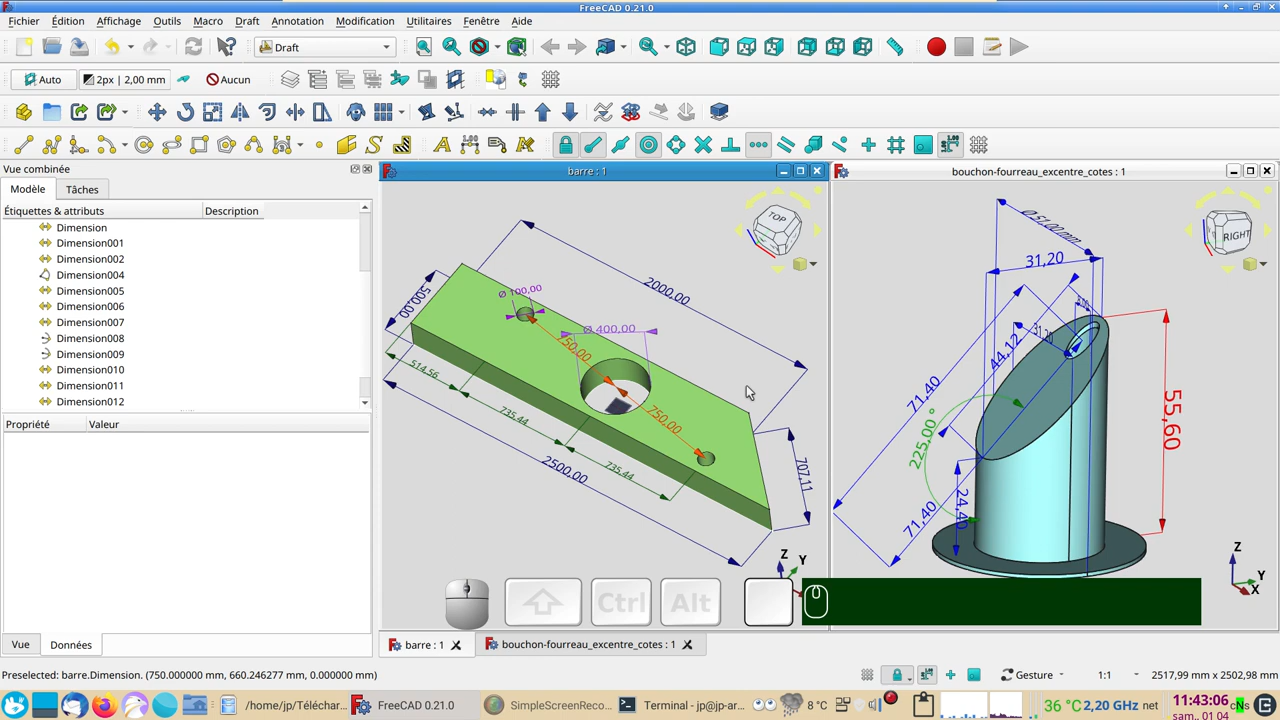 FreeCAD 0.21.0
Fichier Édition Affichage Outils Macro Draft Annotation Modification Utilitaires Fenêtre Aide
Draft
Auto 2px | 2,00 mm Aucun
Vue combinée
Modèle Tâches
Étiquettes & attributs Description
Dimension
Dimension001
Dimension002
Dimension004
Dimension005
Dimension006
Dimension007
Dimension008
Dimension009
Dimension010
Dimension011
Dimension012
Propriété Valeur
Vue Données
barre : 1
TOP
2000,00
500,00
Ø 100,00
Ø 400,00
750,00
514,56
735,44
735,44
2500,00
707,11
Z
Y
Ctrl Alt
bouchon-fourreau_excentre_cotes : 1
RIGHT
Ø 51,00 mm
31,20
31,20
44,12
71,40
225,00 °
71,40
24,40
55,60
Z
Y
X
barre : 1 bouchon-fourreau_excentre_cotes : 1
Preselected: barre.Dimension. (750.000000 mm, 660.246277 mm, 0.000000 mm)
Gesture 1:1 2517,99 mm x 2502,98 mm
/home/jp/Téléchar... FreeCAD 0.21.0 SimpleScreenReco... Terminal - jp@jp-ar... 8 °C 36 °C 2,20 GHz net 11:43:06
sam.. 01 04